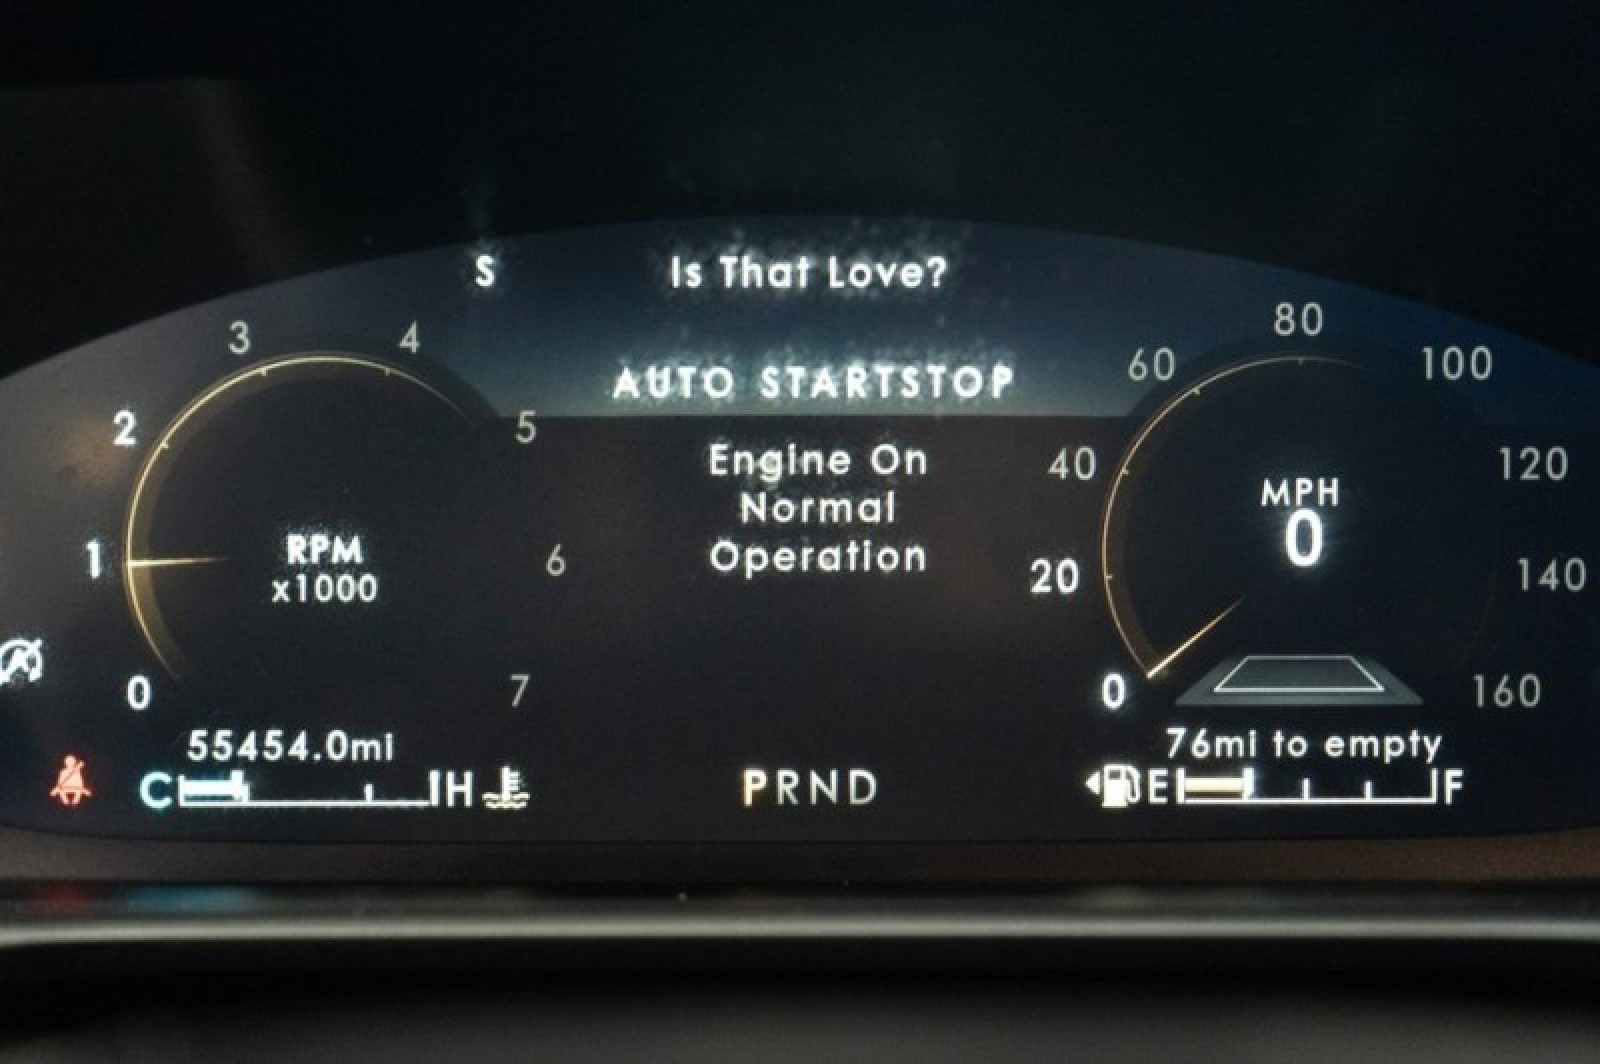 S Is That Love?
AUTO STARTSTOP
Engine On
Normal
Operation
0 1 2 3 4 5 6 7
RPM
x1000
0 20 40 60 80 100 120 140 160
MPH
0
55454.0mi
C H
PRND
76mi to empty
E F